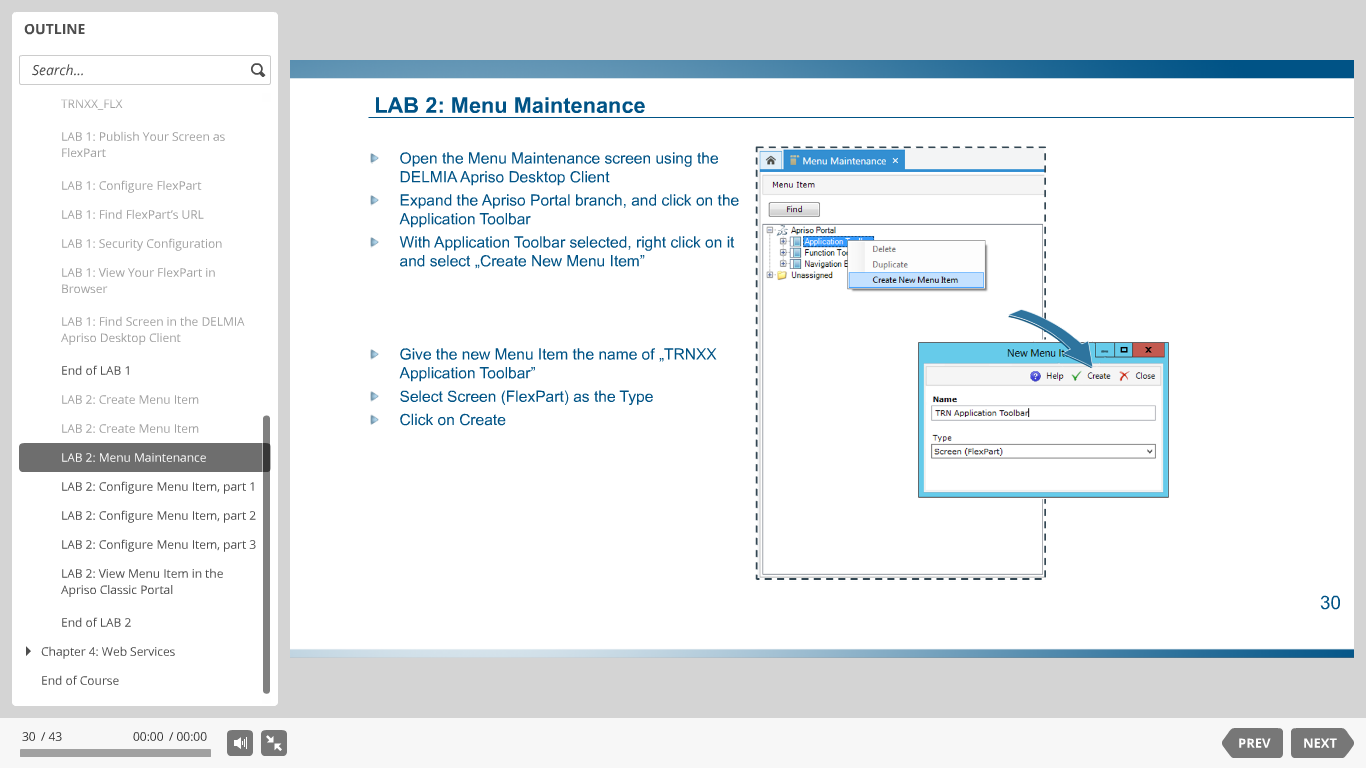 OUTLINE
Search...
TRNXX_FLX
LAB 1: Publish Your Screen as
FlexPart
LAB 1: Configure FlexPart
LAB 1: Find FlexPart's URL
LAB 1: Security Configuration
LAB 1: View Your FlexPart in
Browser
LAB 1: Find Screen in the DELMIA
Apriso Desktop Client
End of LAB 1
LAB 2: Create Menu Item
LAB 2: Create Menu Item
LAB 2: Menu Maintenance
LAB 2: Configure Menu Item, part 1
LAB 2: Configure Menu Item, part 2
LAB 2: Configure Menu Item, part 3
LAB 2: View Menu Item in the
Apriso Classic Portal
End of LAB 2
Chapter 4: Web Services
End of Course
LAB 2: Menu Maintenance
Open the Menu Maintenance screen using the
DELMIA Apriso Desktop Client
Expand the Apriso Portal branch, and click on the
Application Toolbar
With Application Toolbar selected, right click on it
and select „Create New Menu Item”
Give the new Menu Item the name of „TRNXX
Application Toolbar”
Select Screen (FlexPart) as the Type
Click on Create
Menu Maintenance ×
Menu Item
Find
Apriso Portal
Application
Function
Navigation
Unassigned
Delete
Duplicate
Create New Menu Item
New Menu
Help Create Close
Name
TRN Application Toolbar
Type
Screen (FlexPart)
30
30 / 43
00:00 / 00:00
PREV
NEXT